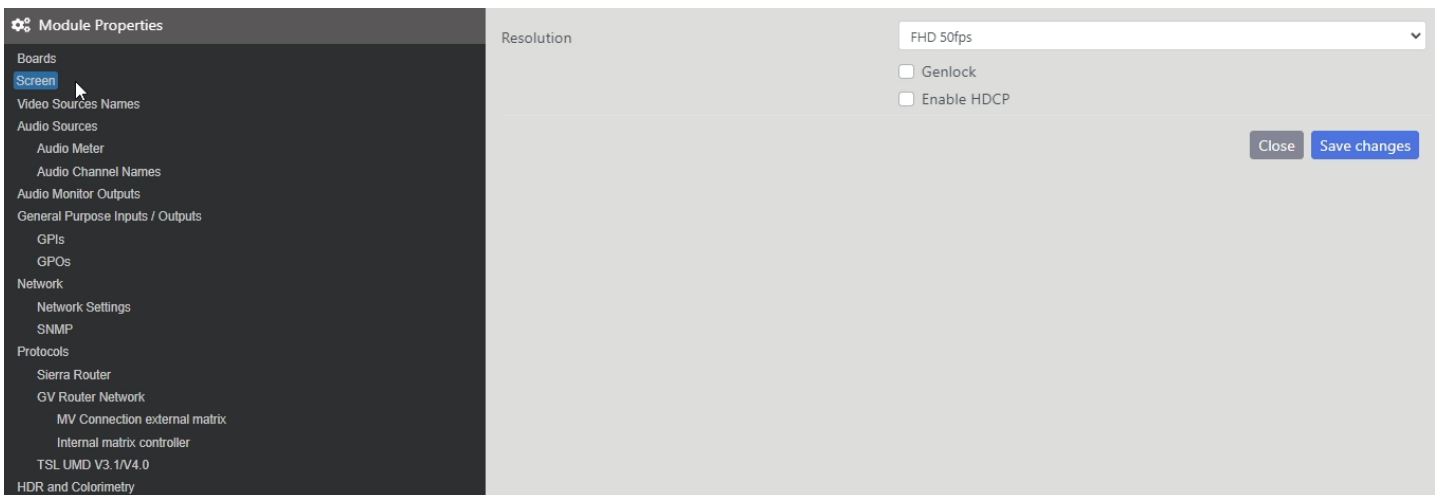 Module Properties
Boards
Screen
Video Sources Names
Audio Sources
Audio Meter
Audio Channel Names
Audio Monitor Outputs
General Purpose Inputs / Outputs
GPIs
GPOs
Network
Network Settings
SNMP
Protocols
Sierra Router
GV Router Network
MV Connection external matrix
Internal matrix controller
TSL UMD V3.1/V4.0
HDR and Colorimetry
Resolution
FHD 50fps
Genlock
Enable HDCP
Close
Save changes